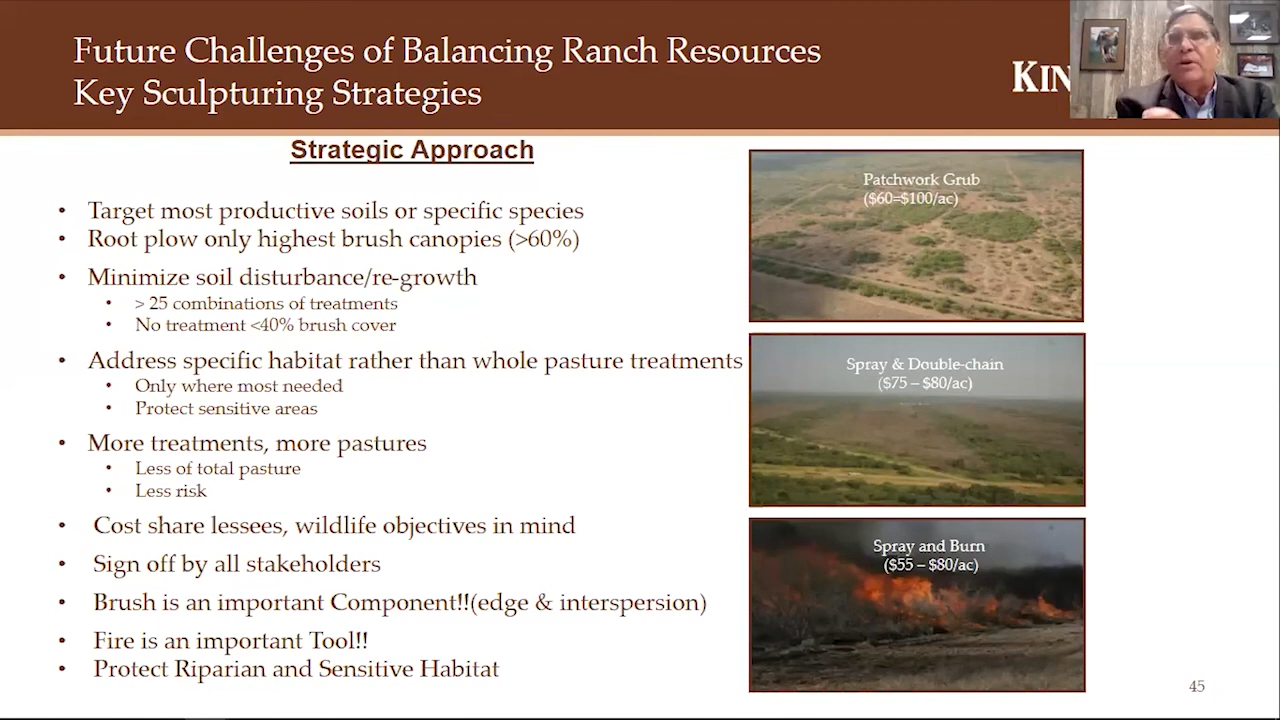 Future Challenges of Balancing Ranch Resources
Key Sculpturing Strategies
KIN
Strategic Approach
• Target most productive soils or specific species
• Root plow only highest brush canopies (>60%)
• Minimize soil disturbance/re-growth
• > 25 combinations of treatments
• No treatment <40% brush cover
• Address specific habitat rather than whole pasture treatments
• Only where most needed
• Protect sensitive areas
• More treatments, more pastures
• Less of total pasture
• Less risk
• Cost share lessees, wildlife objectives in mind
• Sign off by all stakeholders
• Brush is an important Component!!(edge & interspersion)
• Fire is an important Tool!!
• Protect Riparian and Sensitive Habitat
Patchwork Grub
($60=$100/ac)
Spray & Double-chain
($75 – $80/ac)
Spray and Burn
($55 – $80/ac)
45